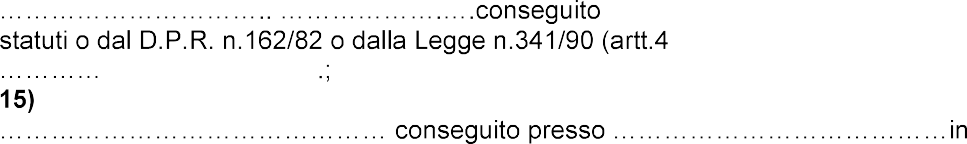 ………………………….. ……………….….conseguito
statuti o dal D.P.R. n.162/82 o dalla Legge n.341/90 (artt.4
………… .;
15)
……………………………………… conseguito presso …………………………………in